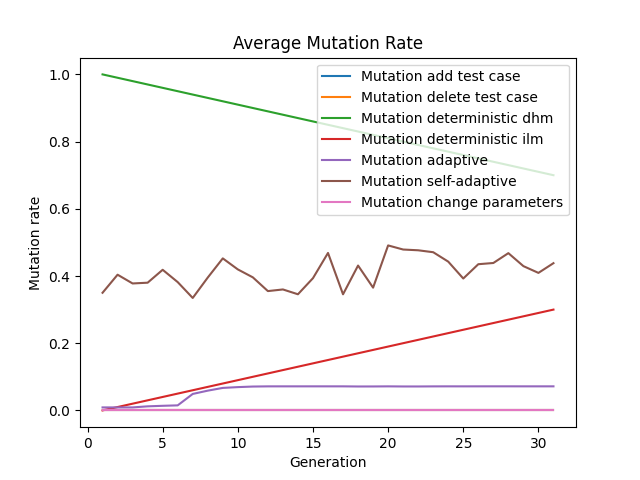 Average Mutation Rate
Mutation add test case
Mutation delete test case
Mutation deterministic dhm
Mutation deterministic ilm
Mutation adaptive
Mutation self-adaptive
Mutation change parameters
Mutation rate
1.0
0.8
0.6
0.4
0.2
0.0
0 5 10 15 20 25 30
Generation